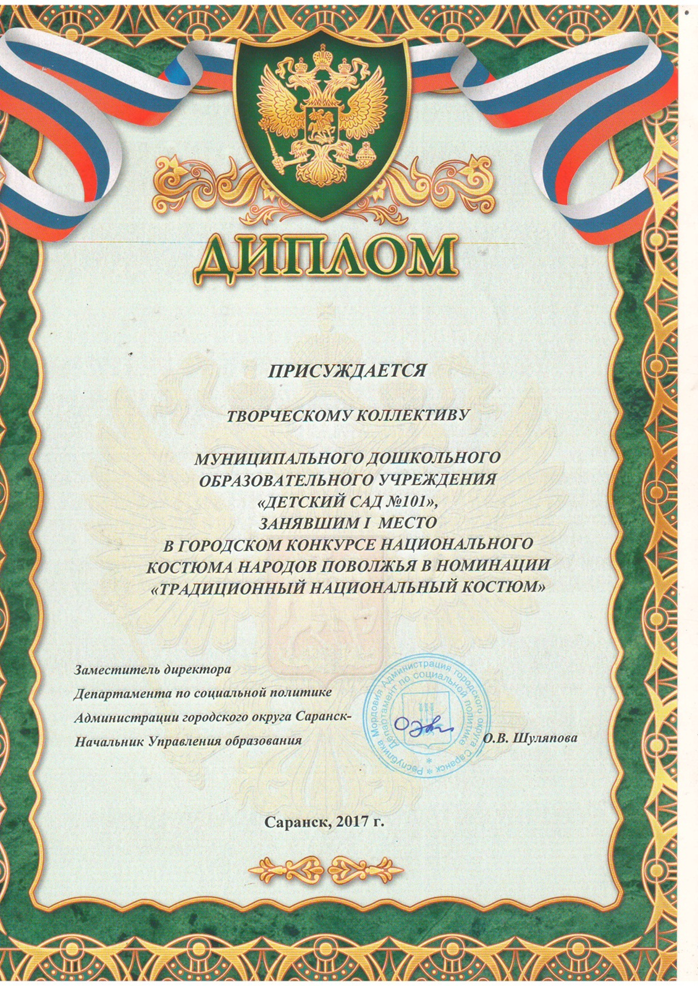 ДИПЛОМ
ПРИСУЖДАЕТСЯ
ТВОРЧЕСКОМУ КОЛЛЕКТИВУ
МУНИЦИПАЛЬНОГО ДОШКОЛЬНОГО
ОБРАЗОВАТЕЛЬНОГО УЧРЕЖДЕНИЯ
«ДЕТСКИЙ САД №101»,
ЗАНЯВШИМ I МЕСТО
В ГОРОДСКОМ КОНКУРСЕ НАЦИОНАЛЬНОГО
КОСТЮМА НАРОДОВ ПОВОЛЖЬЯ В НОМИНАЦИИ
«ТРАДИЦИОННЫЙ НАЦИОНАЛЬНЫЙ КОСТЮМ»
Заместитель директора
Департамента по социальной политике
Администрации городского округа Саранск-
Начальник Управления образования
О.В. Шуляпова
Республика Мордовия Администрация городского округа Саранск
Департамент по социальной политике
Саранск, 2017 г.